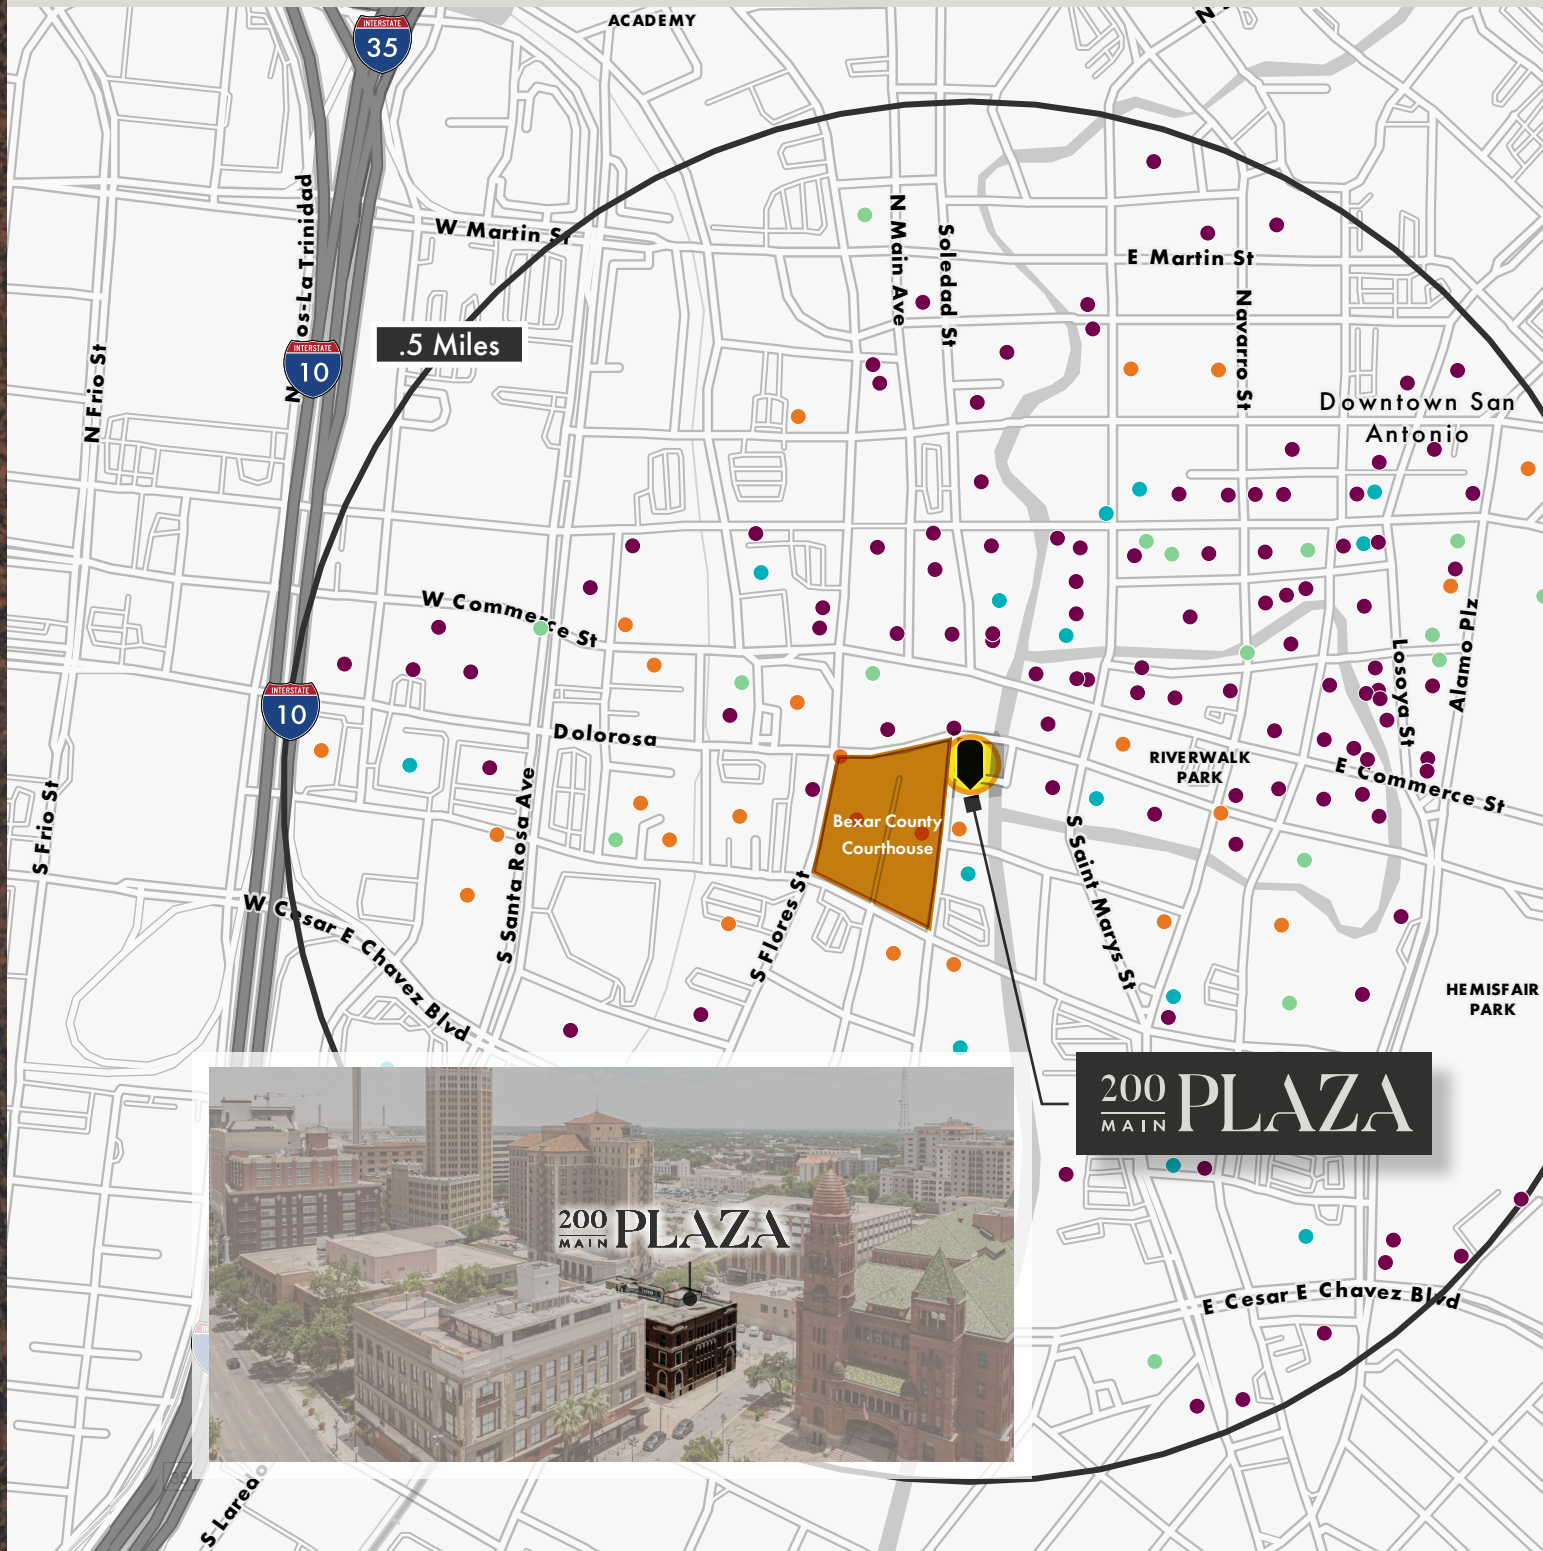 ACADEMY
INTERSTATE
35
os-La Trinidad
W Martin St
N Main Ave
Soledad St
E Martin St
Navarro St
.5 Miles
INTERSTATE
10
N Frio St
Downtown San
Antonio
W Commerce St
INTERSTATE
10
Dolorosa
Losoya St
Alamo Plz
RIVERWALK
PARK
E Commerce St
S Frio St
S Santa Rosa Ave
Bexar County
Courthouse
S Saint Marys St
S Flores St
W Cesar E Chavez Blvd
HEMISFAIR
PARK
200
MAIN
PLAZA
200
MAIN
PLAZA
E Cesar E Chavez Blvd
S Laredo